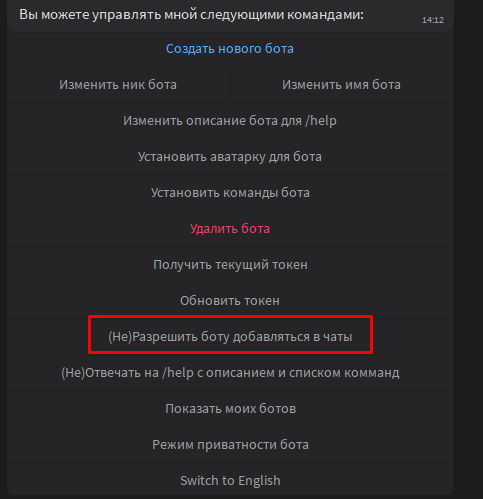 Вы можете управлять мной следующими командами:
14:12
Создать нового бота
Изменить ник бота
Изменить имя бота
Изменить описание бота для /help
Установить аватарку для бота
Установить команды бота
Удалить бота
Получить текущий токен
Обновить токен
(Не)Разрешить боту добавляться в чаты
(Не)Отвечать на /help с описанием и списком комманд
Показать моих ботов
Режим приватности бота
Switch to English